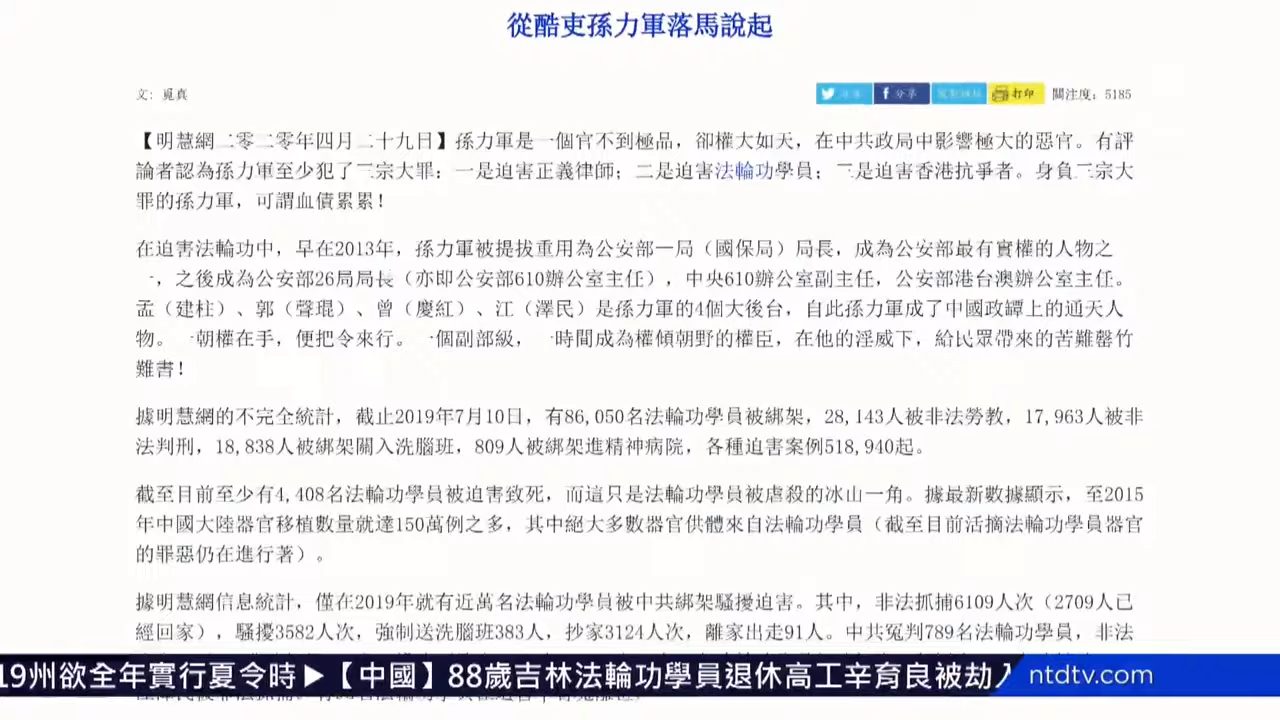 從酷吏孫力軍落馬說起
文: 覓真
分享
打印 關注度: 5185
【明慧網二零二零年四月二十九日】孫力軍是一個官不到極品，卻權大如天，在中共政局中影響極大的惡官。有評
論者認為孫力軍至少犯了三宗大罪：一是迫害正義律師；二是迫害法輪功學員；三是迫害香港抗爭者。身負三宗大
罪的孫力軍，可謂血債累累！
在迫害法輪功中，早在2013年，孫力軍被提拔重用為公安部一局（國保局）局長，成為公安部最有實權的人物之
一，之後成為公安部26局局長（亦即公安部610辦公室主任），中央610辦公室副主任，公安部港台澳辦公室主任。
孟（建柱）、郭（聲琨）、曾（慶紅）、江（澤民）是孫力軍的4個大後台，自此孫力軍成了中國政壇上的通天人
物。一朝權在手，便把令來行。一個副部級，一時間成為權傾朝野的權臣，在他的淫威下，給民眾帶來的苦難罄竹
難書！
據明慧網的不完全統計，截止2019年7月10日，有86,050名法輪功學員被綁架，28,143人被非法勞教，17,963人被非
法判刑，18,838人被綁架關入洗腦班，809人被綁架進精神病院，各種迫害案例518,940起。
截至目前至少有4,408名法輪功學員被迫害致死，而這只是法輪功學員被虐殺的冰山一角。據最新數據顯示，至2015
年中國大陸器官移植數量就達150萬例之多，其中絕大多數器官供體來自法輪功學員（截至目前活摘法輪功學員器官
的罪惡仍在進行著）。
據明慧網信息統計，僅在2019年就有近萬名法輪功學員被中共綁架騷擾迫害。其中，非法抓捕6109人次（2709人已
經回家），騷擾3582人次，強制送洗腦班383人，抄家3124人次，離家出走91人。中共冤判789名法輪功學員，非法
19州欲全年實行夏令時▶【中國】88歲吉林法輪功學員退休高工辛育良被劫入
ntdtv.com